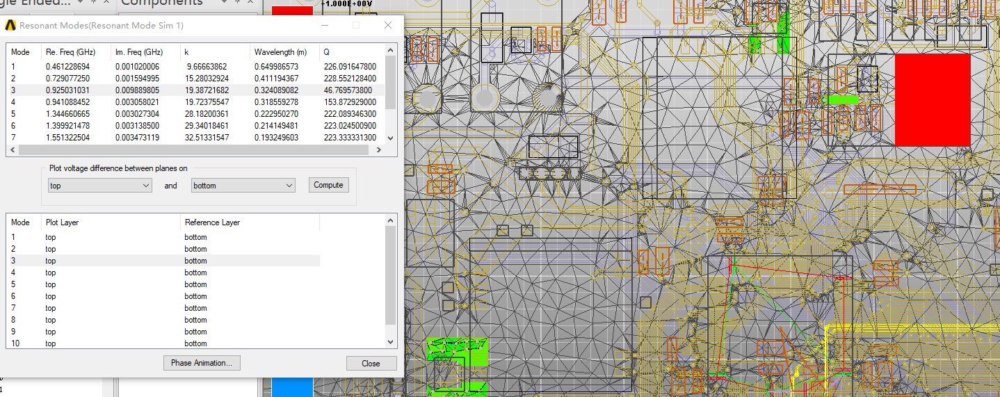 gle Ended...
Components
+1.000E+00V
Resonant Modes(Resonant Mode Sim 1)
Mode Re. Freq (GHz) Im. Freq (GHz) k Wavelength (m) Q
1 0.461228694 0.001020006 9.66663862 0.649986573 226.091647800
2 0.729077250 0.001594995 15.28032924 0.411194367 228.552128400
3 0.925031031 0.009889805 19.38721682 0.324089082 46.769573800
4 0.941088452 0.003058021 19.72375547 0.318559278 153.872929000
5 1.344660665 0.003027304 28.18200361 0.222950270 222.089346300
6 1.399921478 0.003138500 29.34018461 0.214149481 223.024500900
7 1.551322504 0.003473119 32.51331547 0.193249603 223.333331300
Plot voltage difference between planes on
top and bottom Compute
Mode Plot Layer Reference Layer
1 top bottom
2 top bottom
3 top bottom
4 top bottom
5 top bottom
6 top bottom
7 top bottom
8 top bottom
9 top bottom
10 top bottom
Phase Animation...
Close